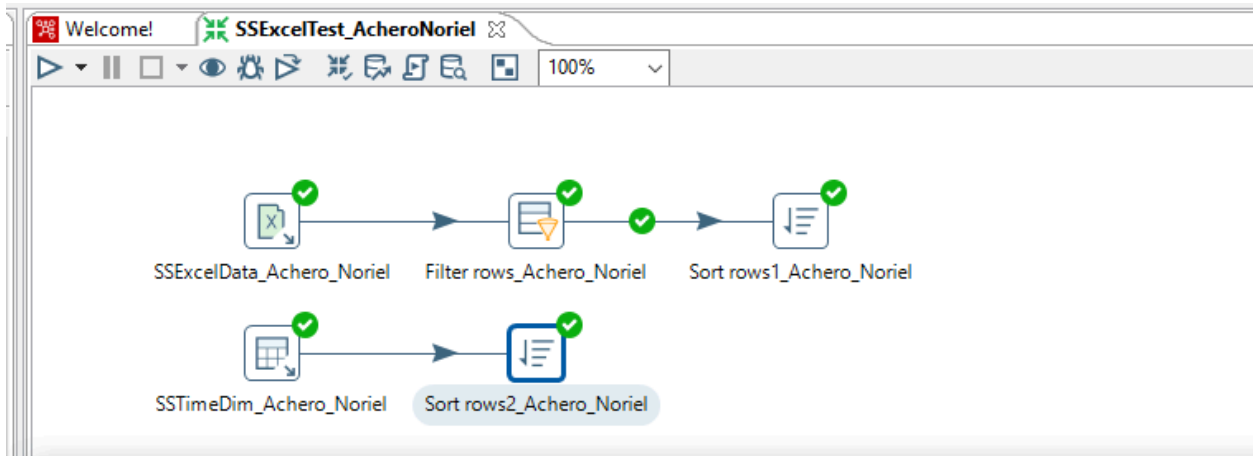 Welcome!
SSExcelTest_AcheroNoriel
100%
SSExcelData_Achero_Noriel
Filter rows_Achero_Noriel
Sort rows1_Achero_Noriel
SSTimeDim_Achero_Noriel
Sort rows2_Achero_Noriel